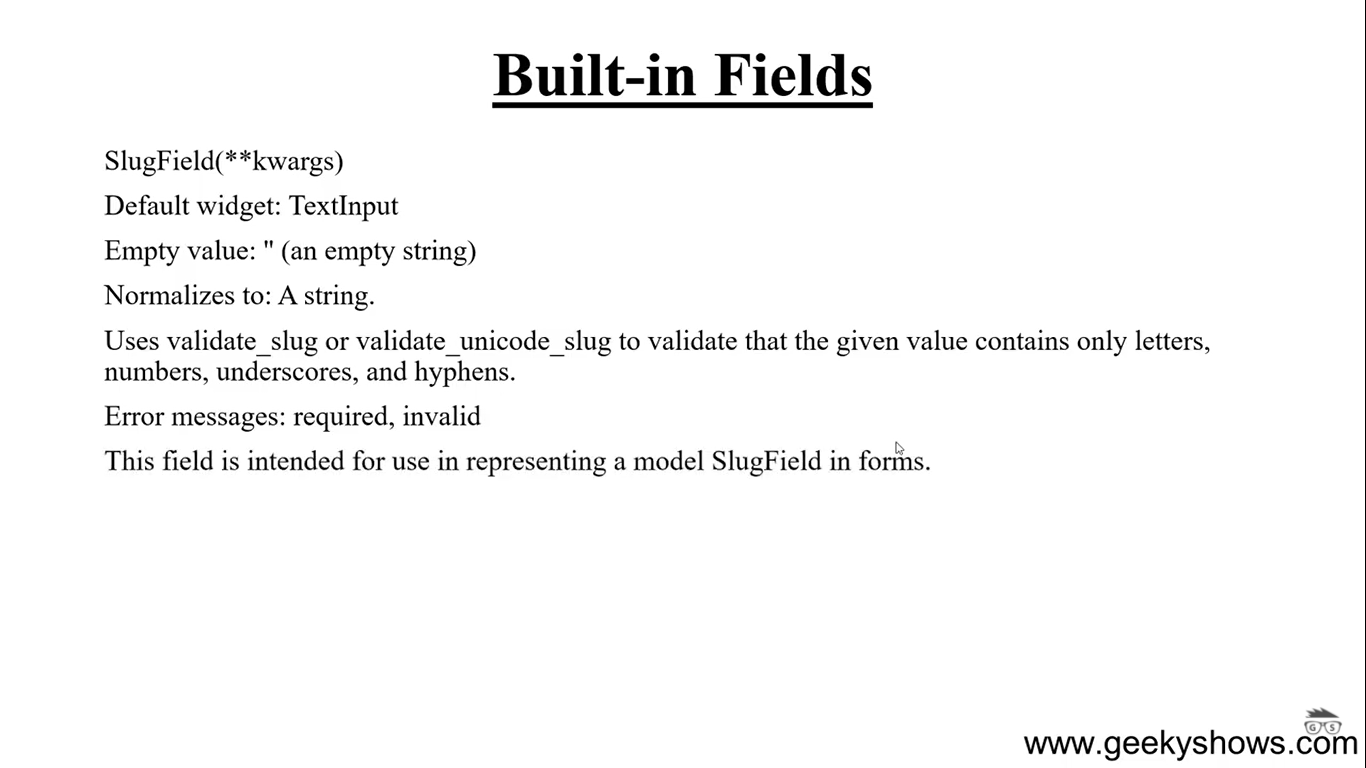 Built-in Fields
SlugField(**kwargs)
Default widget: TextInput
Empty value: '' (an empty string)
Normalizes to: A string.
Uses validate_slug or validate_unicode_slug to validate that the given value contains only letters,
numbers, underscores, and hyphens.
Error messages: required, invalid
This field is intended for use in representing a model SlugField in forms.
G S
www.geekyshows.com